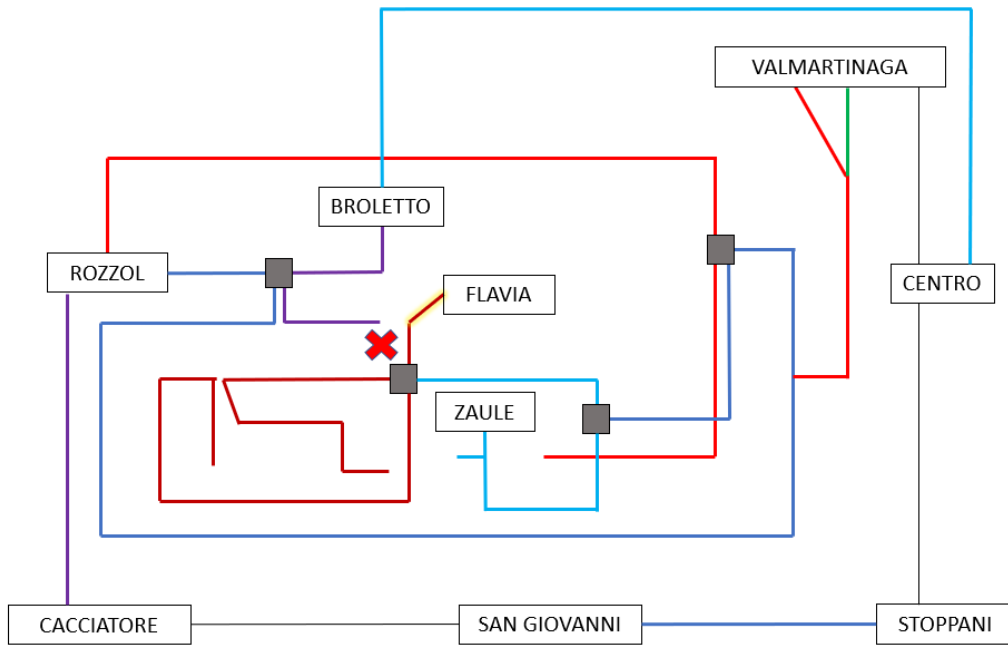 VALMARTINAGA
BROLETTO
ROZZOL
FLAVIA
CENTRO
ZAULE
CACCIATORE
SAN GIOVANNI
STOPPANI